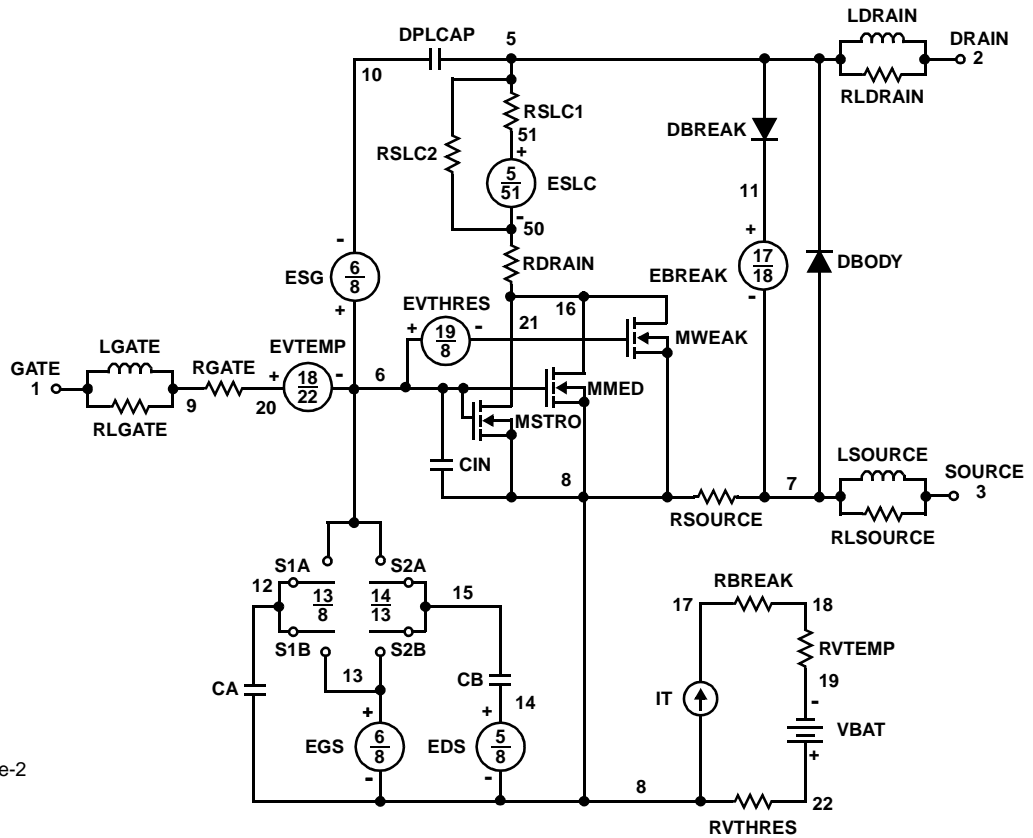 LDRAIN
DPLCAP 5 DRAIN
10 2
RSLC1 RLDRAIN
51 DBREAK
RSLC2 +
5
51 ESLC 11
- 50 +
- RDRAIN 17
18 DBODY
ESG 6
8 EBREAK
+ EVTHRES 16 -
+ 19
8 - 21 MWEAK
LGATE EVTEMP
GATE RGATE 6 MMED
1 + 18
22 -
9 20 MSTRO
RLGATE LSOURCE
CIN 8 7 SOURCE
3
RSOURCE
RLSOURCE
S1A S2A RBREAK
12 13
8 14
13 15 17 18
S1B S2B RVTEMP
13 CB 19
CA 14 IT -
+ + VBAT
EGS 6
8 EDS 5
8 +
- - 8 22
RVTHRES
e-2